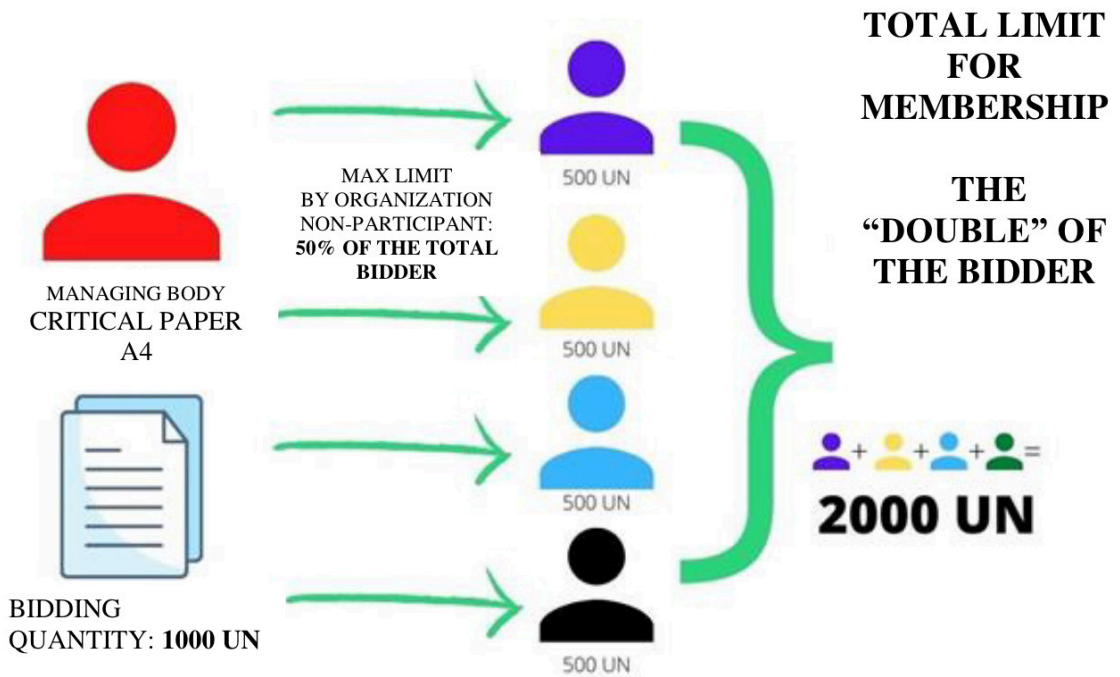 MANAGING BODY
CRITICAL PAPER
A4
BIDDING
QUANTITY: 1000 UN
MAX LIMIT
BY ORGANIZATION
NON-PARTICIPANT:
50% OF THE TOTAL
BIDDER
500 UN
500 UN
500 UN
500 UN
TOTAL LIMIT
FOR
MEMBERSHIP
THE
“DOUBLE” OF
THE BIDDER
+ + + =
2000 UN